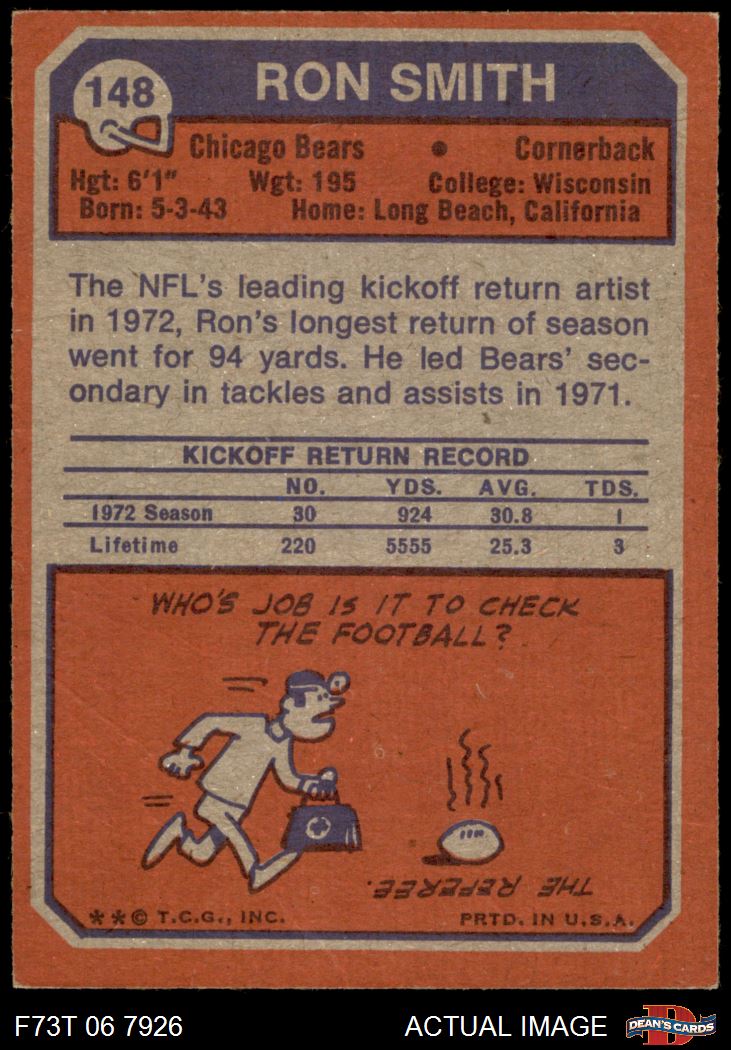 148
RON SMITH
Chicago Bears • Cornerback
Hgt: 6'1" Wgt: 195 College: Wisconsin
Born: 5-3-43 Home: Long Beach, California
The NFL's leading kickoff return artist
in 1972, Ron's longest return of season
went for 94 yards. He led Bears' sec-
ondary in tackles and assists in 1971.
KICKOFF RETURN RECORD
NO. YDS. AVG. TDS.
1972 Season 30 924 30.8 1
Lifetime 220 5555 25.3 3
WHO'S JOB IS IT TO CHECK
THE FOOTBALL?
THE REFEREE.
**© T.C.G., INC. PRTD. IN U.S.A.
F73T 06 7926 ACTUAL IMAGE D DEAN'S CARDS